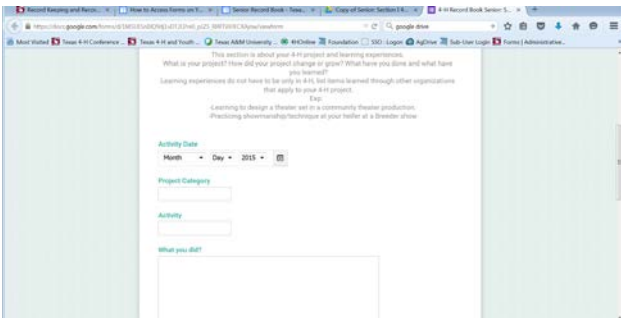 Record Keeping and Recor...
How to Access Forms on Y...
Senior Record Book - Texa...
Copy of Senior: Section I 4-...
4-H Record Book Senior: S...
google drive
Most Visited
Texas 4-H Conference ...
Texas 4-H and Youth ...
Texas A&M University ...
4HOnline
Foundation
SSO: Logon
AgDrive
Sub-User Login
Forms | Administrative...
This section is about your 4-H project and learning experiences.
What is your project? How did your project change or grow? What have you done and what have
you learned?
Learning experiences do not have to be only in 4-H, list items learned through other organizations
that apply to your 4-H project.
Exp:
-Learning to design a theater set in a community theater production.
-Practicing showmanship/technique at your heifer at a Breeder show
Activity Date
Month Day 2015
Project Category
Activity
What you did?